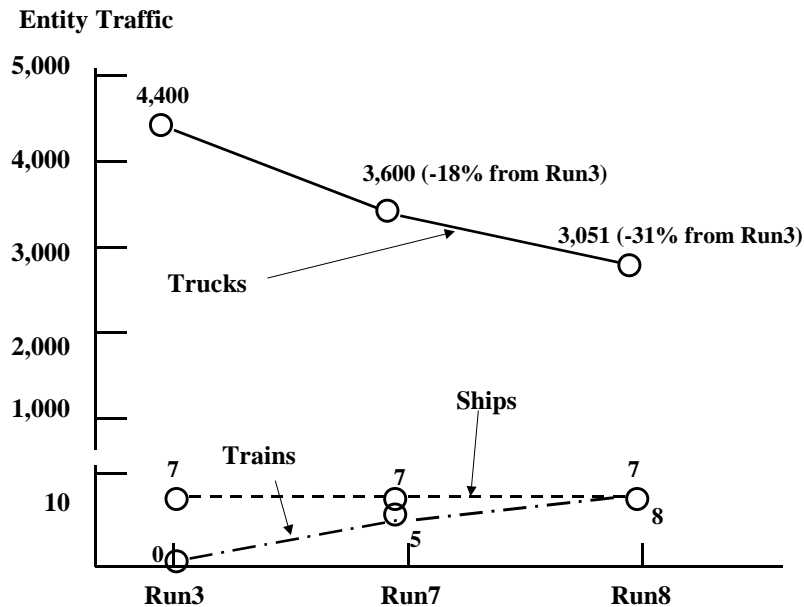 Entity Traffic
5,000
4,400
4,000
3,600 (-18% from Run3)
3,051 (-31% from Run3)
3,000
Trucks
2,000
1,000
Ships
Trains
7
7
7
10
8
5
0
Run3
Run7
Run8